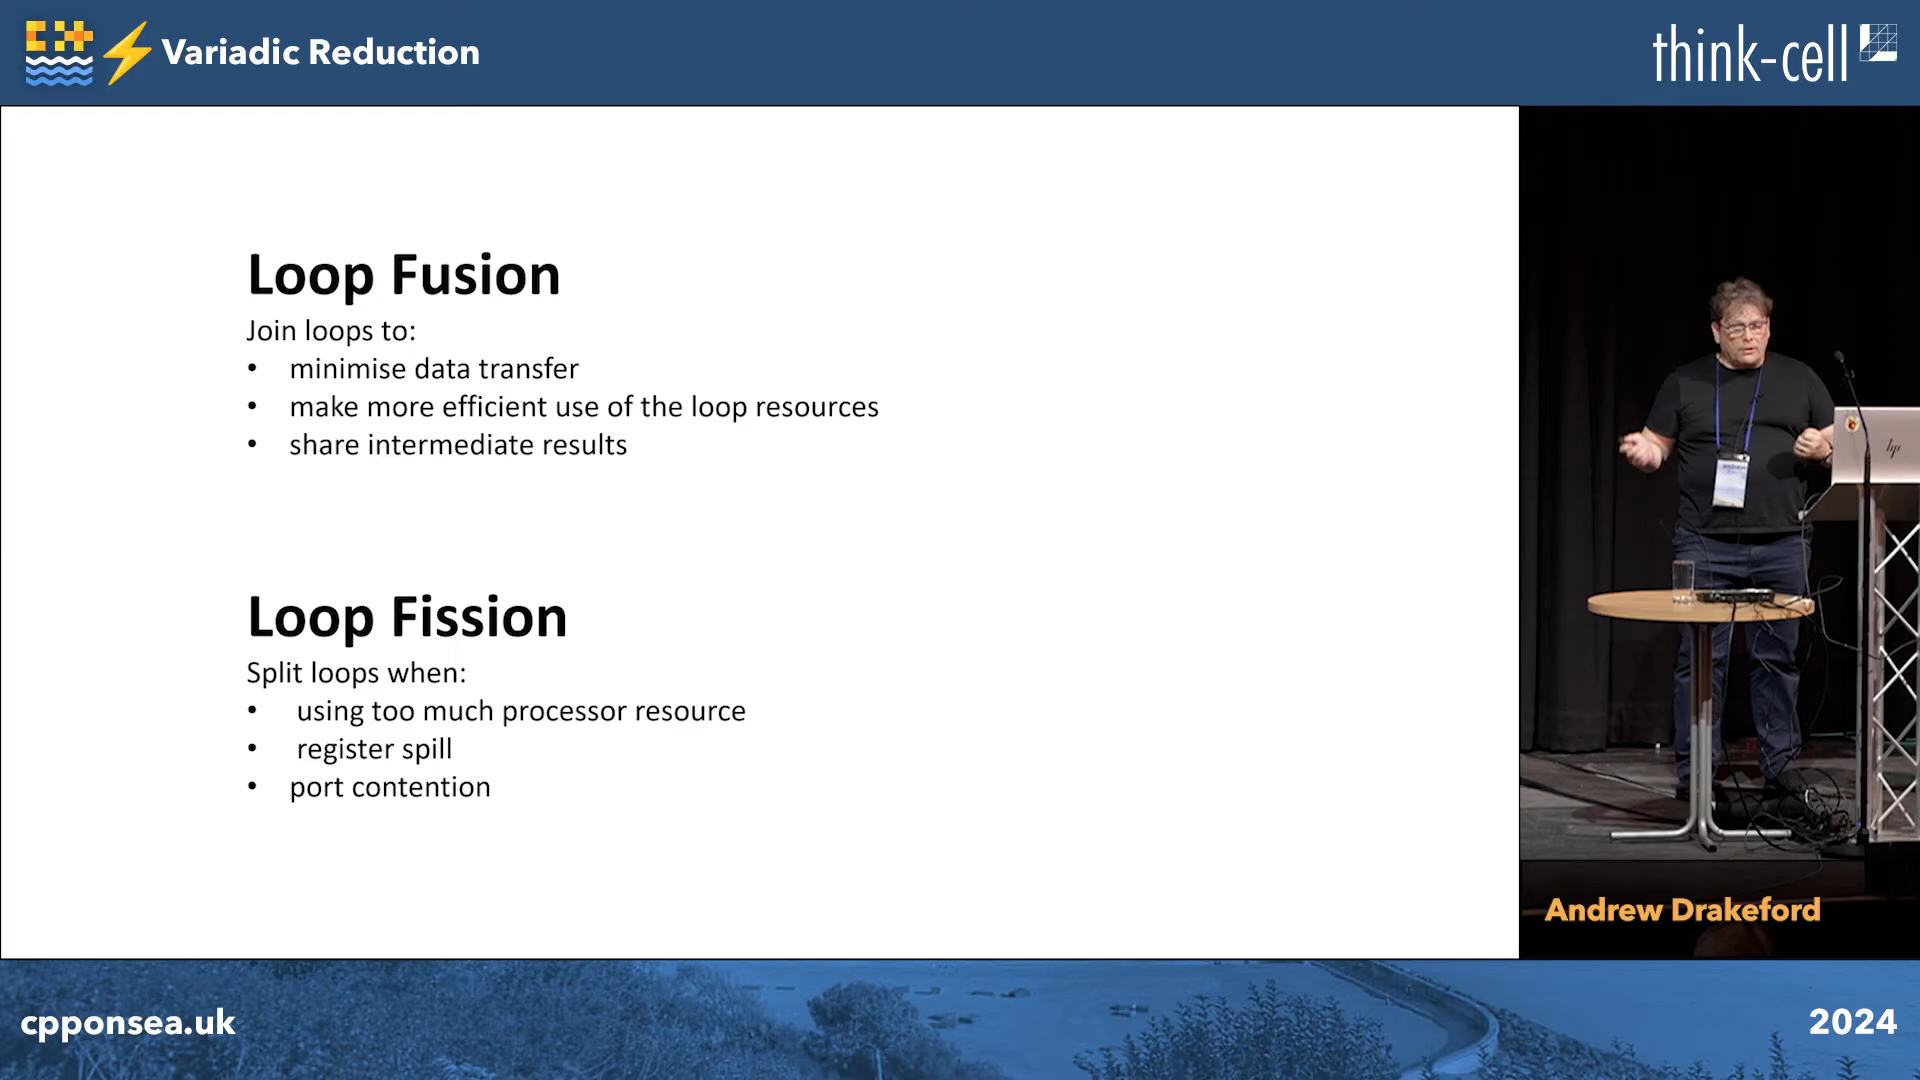 Variadic Reduction
think-cell
Loop Fusion
Join loops to:
• minimise data transfer
• make more efficient use of the loop resources
• share intermediate results
Loop Fission
Split loops when:
• using too much processor resource
• register spill
• port contention
hp
Andrew Drakeford
cpponsea.uk
2024